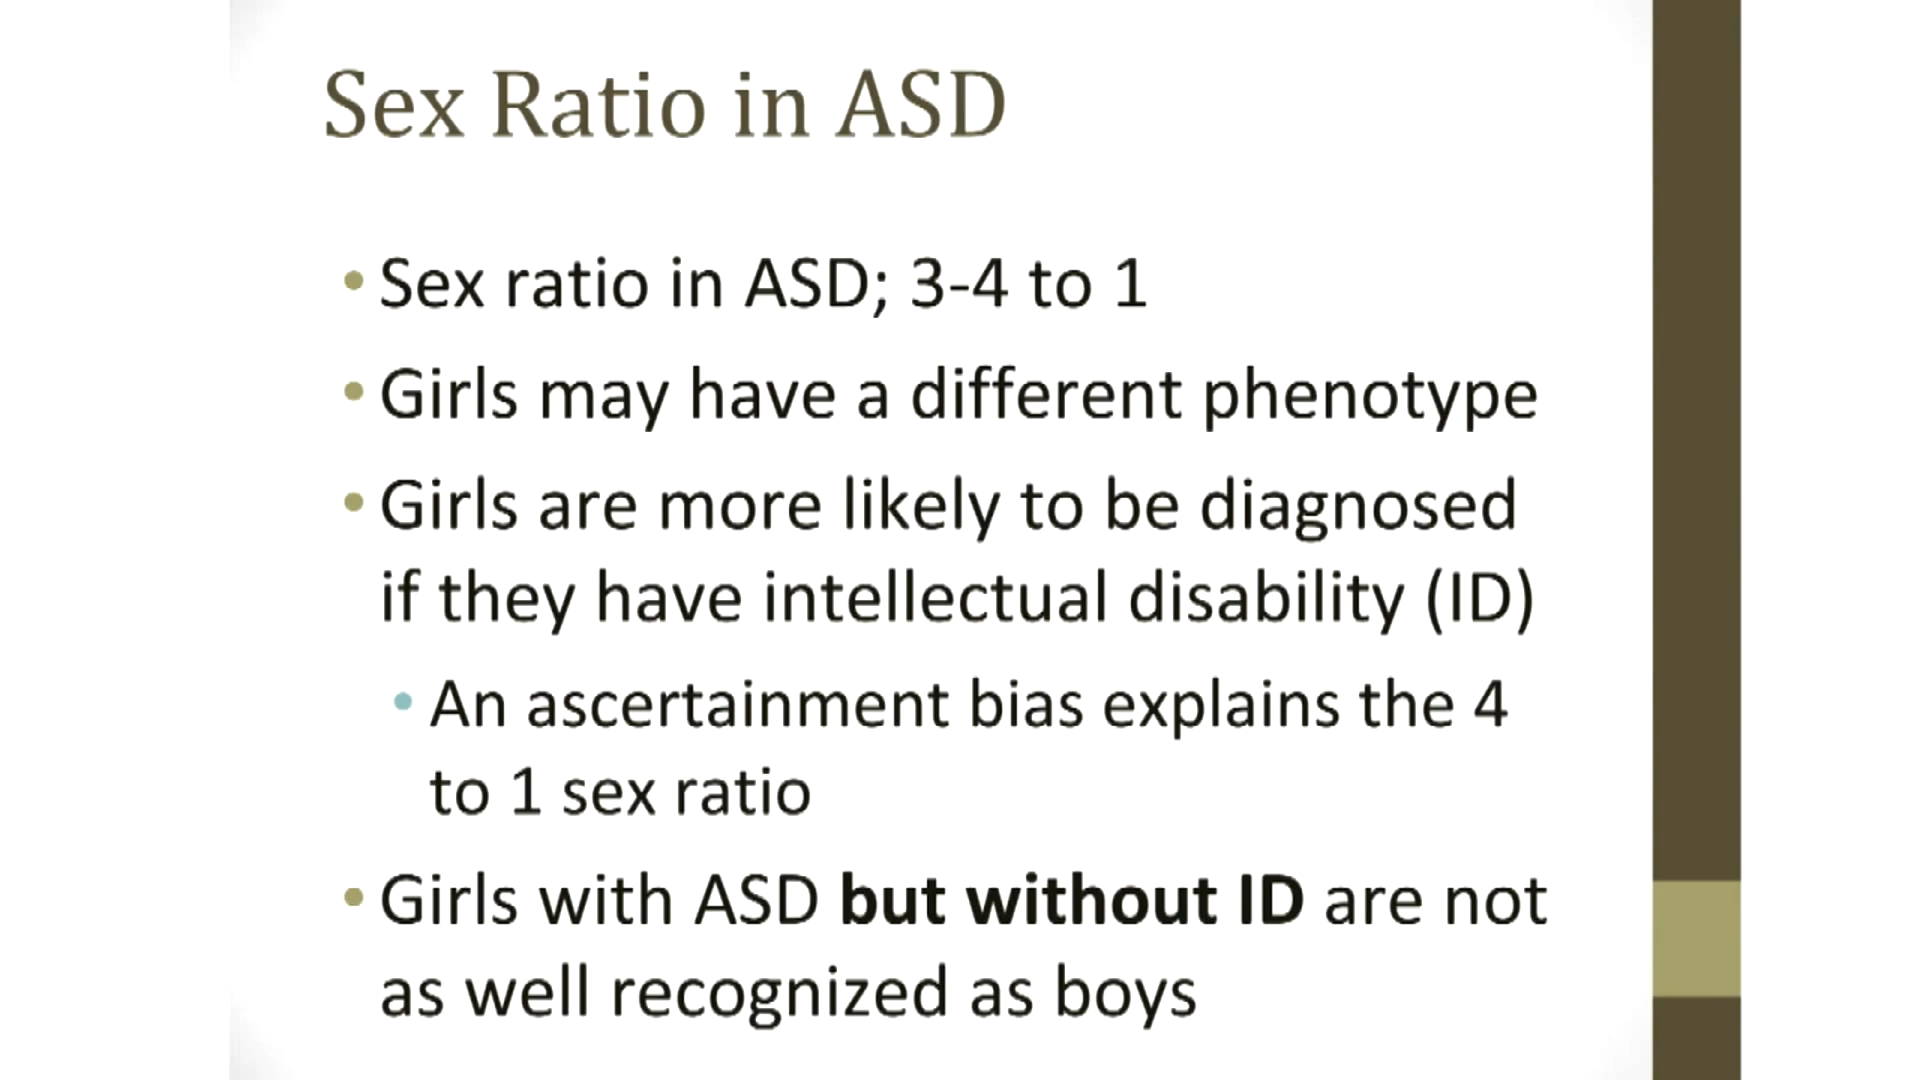 Sex Ratio in ASD
• Sex ratio in ASD; 3-4 to 1
• Girls may have a different phenotype
• Girls are more likely to be diagnosed
if they have intellectual disability (ID)
• An ascertainment bias explains the 4
to 1 sex ratio
• Girls with ASD but without ID are not
as well recognized as boys